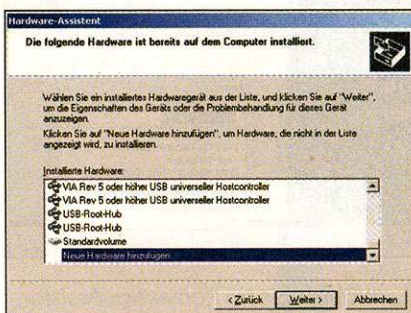 Hardware-Assistent
Die folgende Hardware ist bereits auf dem Computer installiert.
Wählen Sie ein installiertes Hardwaregerät aus der Liste, und klicken Sie auf "Weiter",
um die Eigenschaften des Geräts oder die Problembehandlung für dieses Gerät
anzuzeigen.
Klicken Sie auf "Neue Hardware hinzufügen", um Hardware, die nicht in der Liste
angezeigt wird, zu installieren.
Installierte Hardware:
VIA Rev 5 oder höher USB universeller Hostcontroller
VIA Rev 5 oder höher USB universeller Hostcontroller
USB-Root-Hub
USB-Root-Hub
Standardvolume
Neue Hardware hinzufügen
< Zurück
Weiter >
Abbrechen